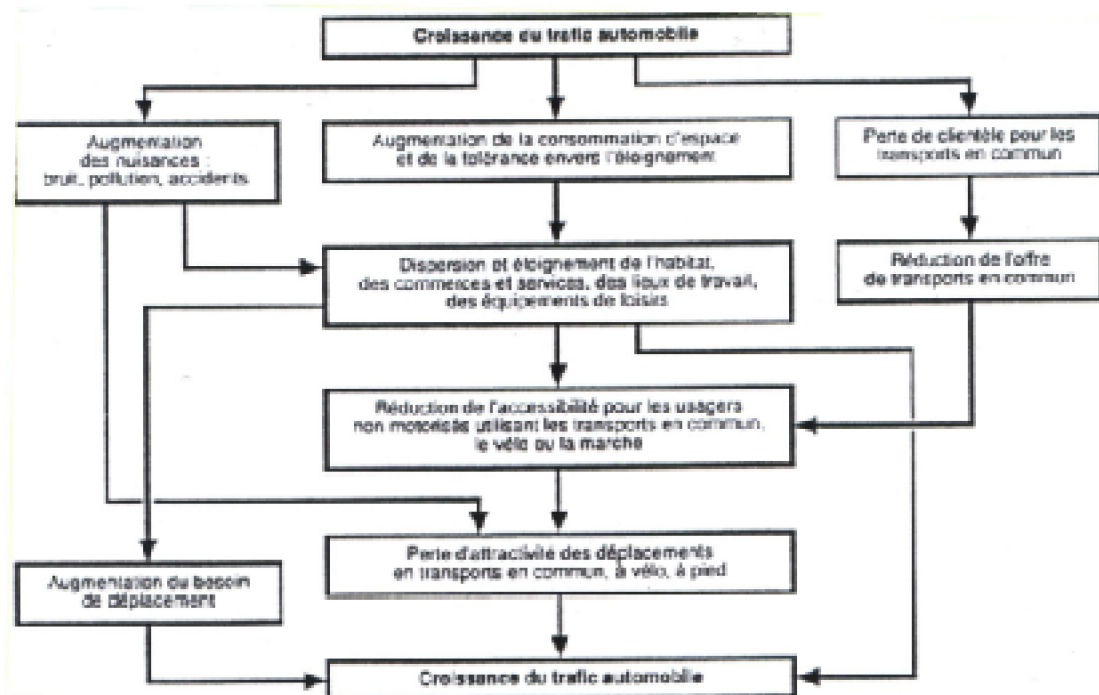 Croissance du trafic automobile
Augmentation
des nuisances :
bruit, pollution, accidents
Augmentation de la consommation d'espace
et de la tolérance envers l'éloignement
Perte de clientèle pour les
transports en commun
Dispersion et éloignement de l'habitat,
des commerces et services, des lieux de travail,
des équipements de loisirs
Réduction de l'offre
de transports en commun
Réduction de l'accessibilité pour les usagers
non motorisés utilisant les transports en commun,
le vélo ou la marche
Perte d'attractivité des déplacements
en transports en commun, à vélo, à pied
Augmentation du besoin
de déplacement
Croissance du trafic automobile